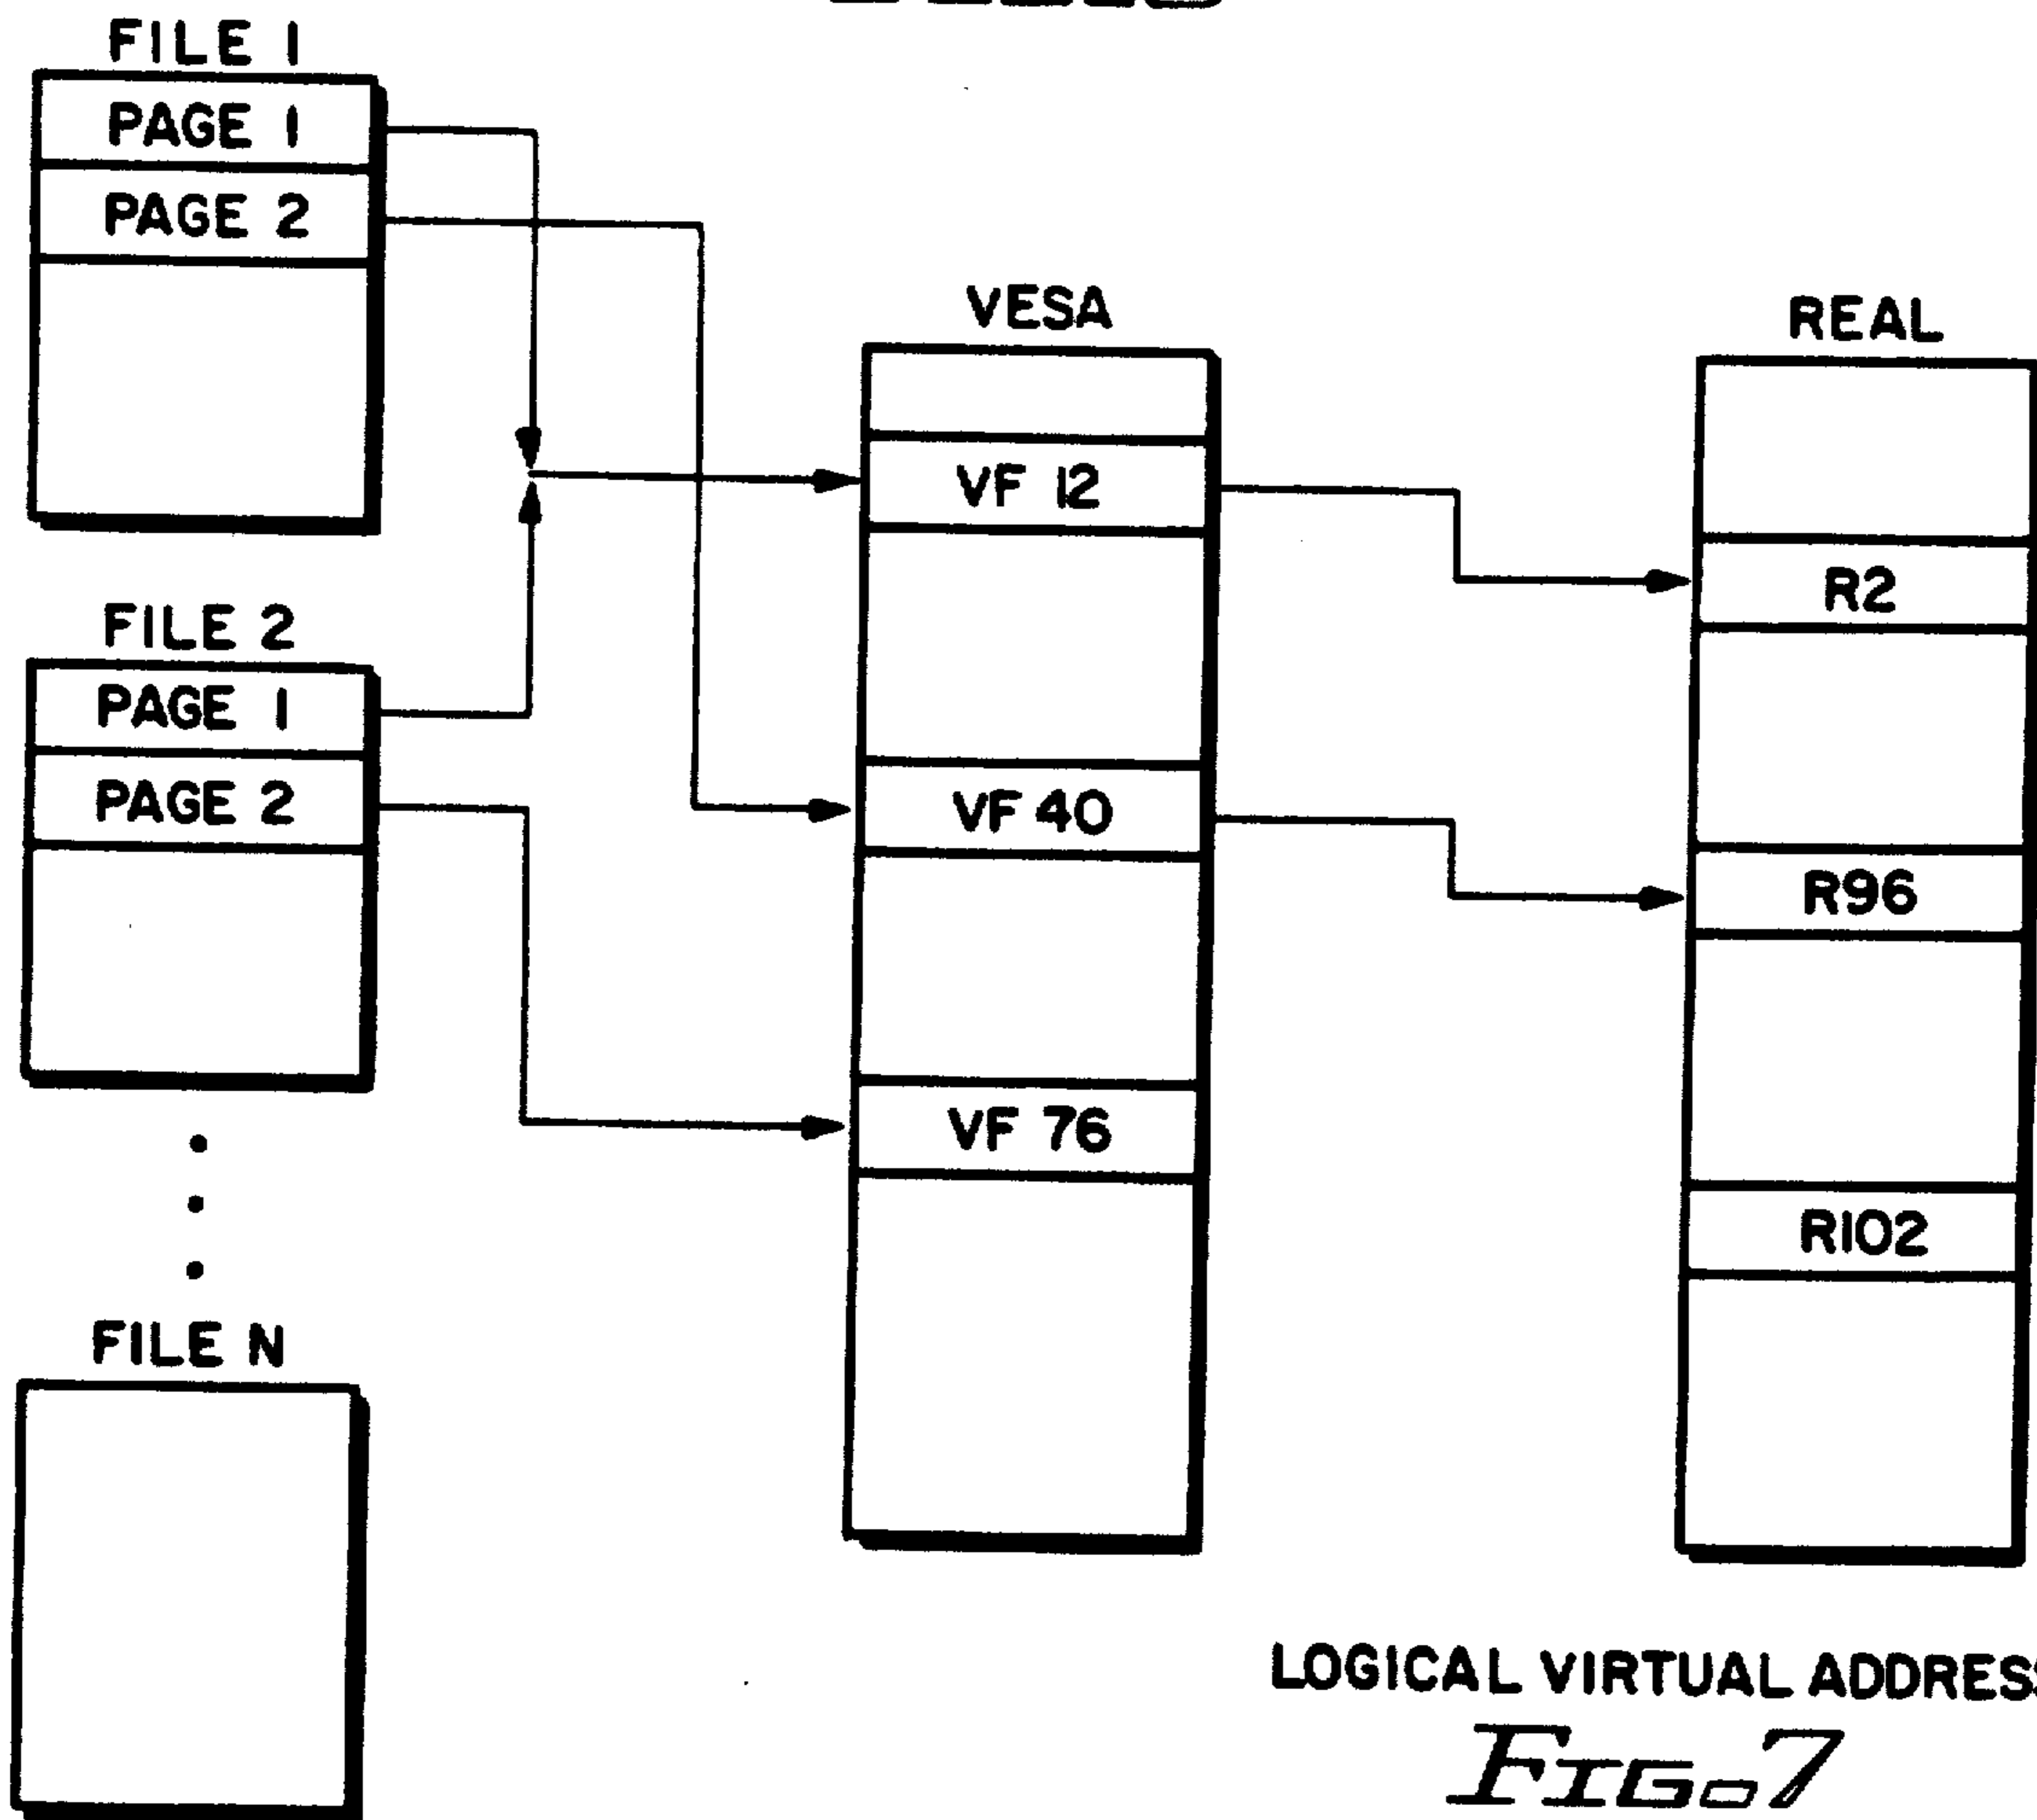 FILE 1
PAGE 1
PAGE 2
FILE 2
PAGE 1
PAGE 2
FILE N
VESA
VF 12
VF 40
VF 76
REAL
R2
R96
R102
LOGICAL VIRTUAL ADDRESS
FIG. 7